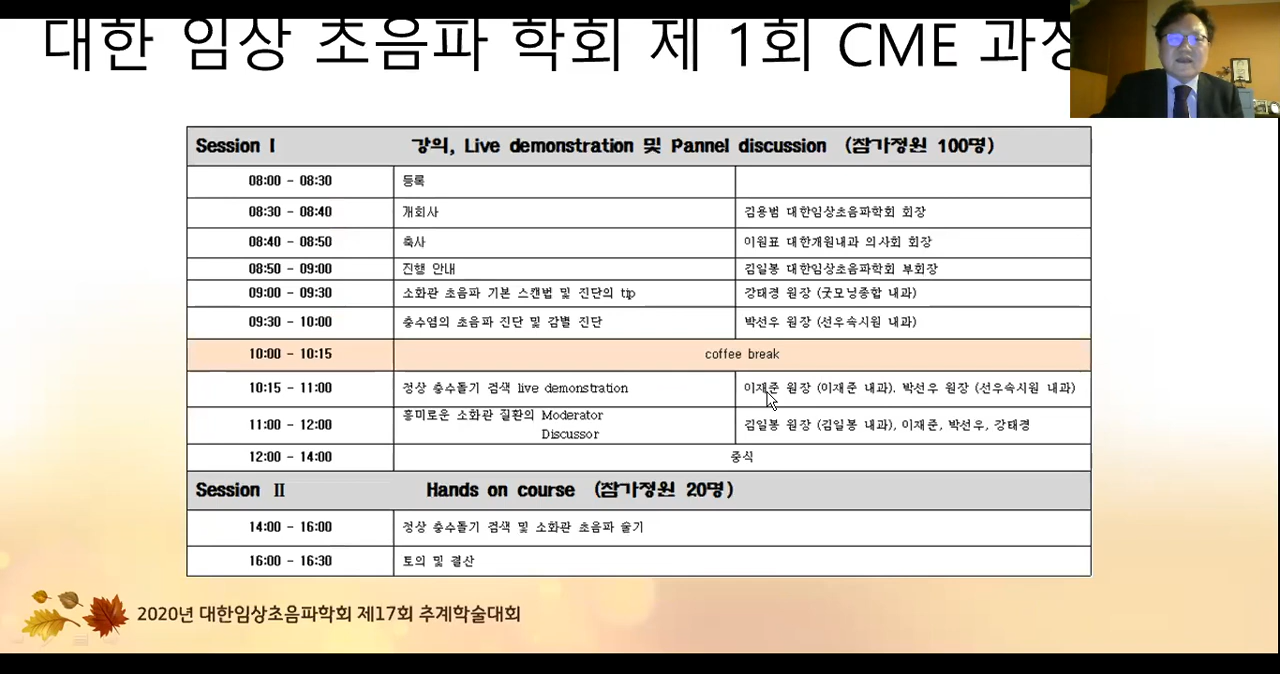 대한 임상 초음파 학회 제 1회 CME 과정
Session I 강의, Live demonstration 및 Pannel discussion (참가정원 100명)
08:00 - 08:30 등록
08:30 - 08:40 개회사 김용범 대한임상초음파학회 회장
08:40 - 08:50 축사 이원표 대한개원내과 의사회 회장
08:50 - 09:00 진행 안내 김일봉 대한임상초음파학회 부회장
09:00 - 09:30 소화관 초음파 기본 스캔법 및 진단의 tip 강태경 원장 (굿모닝종합 내과)
09:30 - 10:00 충수염의 초음파 진단 및 감별 진단 박선우 원장 (선우숙시원 내과)
10:00 - 10:15 coffee break
10:15 - 11:00 정상 충수돌기 검색 live demonstration 이재준 원장 (이재준 내과). 박선우 원장 (선우숙시원 내과)
11:00 - 12:00 흥미로운 소화관 질환의 Moderator 김일봉 원장 (김일봉 내과), 이재준, 박선우, 강태경
Discussor
12:00 - 14:00 중식
Session Ⅱ Hands on course (참가정원 20명)
14:00 - 16:00 정상 충수돌기 검색 및 소화관 초음파 술기
16:00 - 16:30 토의 및 결산
2020년 대한임상초음파학회 제17회 추계학술대회